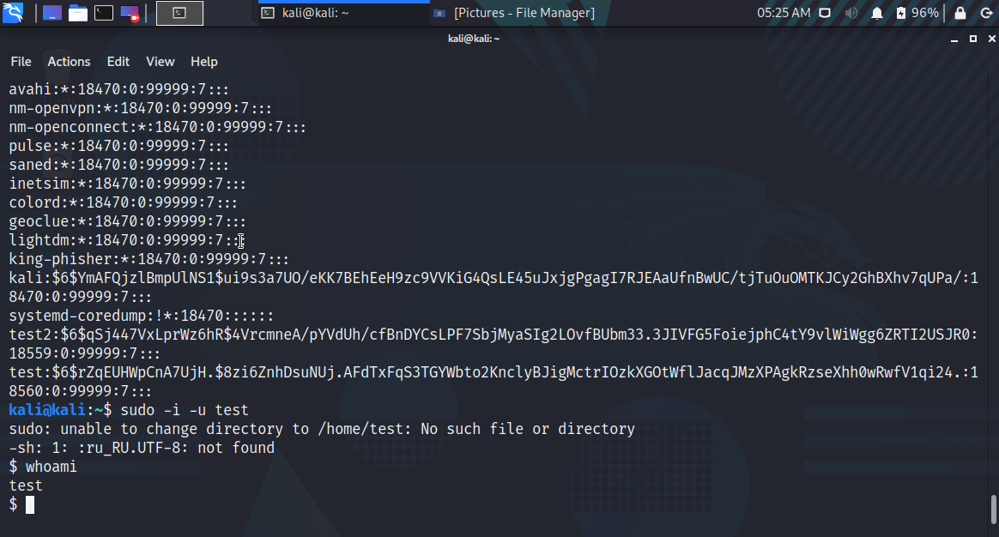 kali@kali: ~
[Pictures - File Manager]
05:25 AM
96%
kali@kali: ~
File Actions Edit View Help
avahi:*:18470:0:99999:7:::
nm-openvpn:*:18470:0:99999:7:::
nm-openconnect:*:18470:0:99999:7:::
pulse:*:18470:0:99999:7:::
saned:*:18470:0:99999:7:::
inetsim:*:18470:0:99999:7:::
colord:*:18470:0:99999:7:::
geoclue:*:18470:0:99999:7:::
lightdm:*:18470:0:99999:7:::
king-phisher:*:18470:0:99999:7:::
kali:$6$YmAFQjzlBmpUlNS1$ui9s3a7UO/eKK7BEhEeH9zc9VVKiG4QsLE45uJxjgPgagI7RJEAaUfnBwUC/tjTuOuOMTKJCy2GhBXhv7qUPa/:1
8470:0:99999:7:::
systemd-coredump:!*:18470::::::
test2:$6$qSj447VxLprWz6hR$4VrcmneA/pYVdUh/cfBnDYCsLPF7SbjMyaSIg2LOvfBUbm33.3JIVFG5FoiejphC4tY9vlWiWgg6ZRTI2USJR0:
18559:0:99999:7:::
test:$6$rZqEUHWpCnA7UjH.$8zi6ZnhDsuNUj.AFdTxFqS3TGYWbto2KnclyBJigMctrIOzkXGOtWflJacqJMzXPAgkRzseXhh0wRwfV1qi24.:1
8560:0:99999:7:::
kali@kali:~$ sudo -i -u test
sudo: unable to change directory to /home/test: No such file or directory
-sh: 1: :ru_RU.UTF-8: not found
$ whoami
test
$